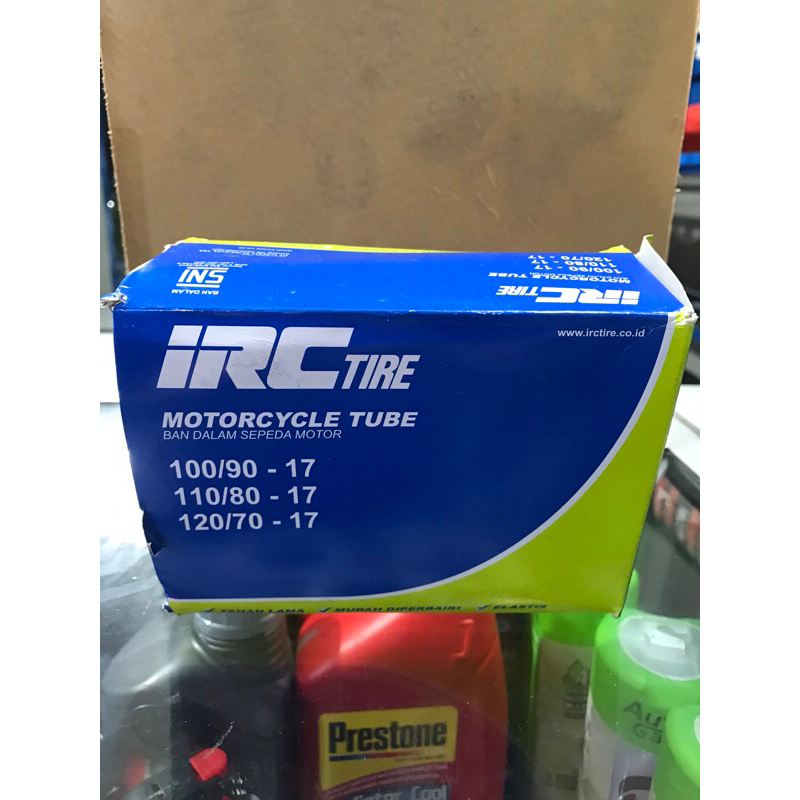 SNI
BAN DALAM
IRC TIRE
MOTORCYCLE TUBE
100/90 - 17
110/80 - 17
120/70 - 17
www.irctire.co.id
IRC TIRE
MOTORCYCLE TUBE
BAN DALAM SEPEDA MOTOR
100/90 - 17
110/80 - 17
120/70 - 17
✓ TAHAN LAMA ✓ MUDAH DIPERBAIKI ✓ ELASTIS
Prestone
Cool